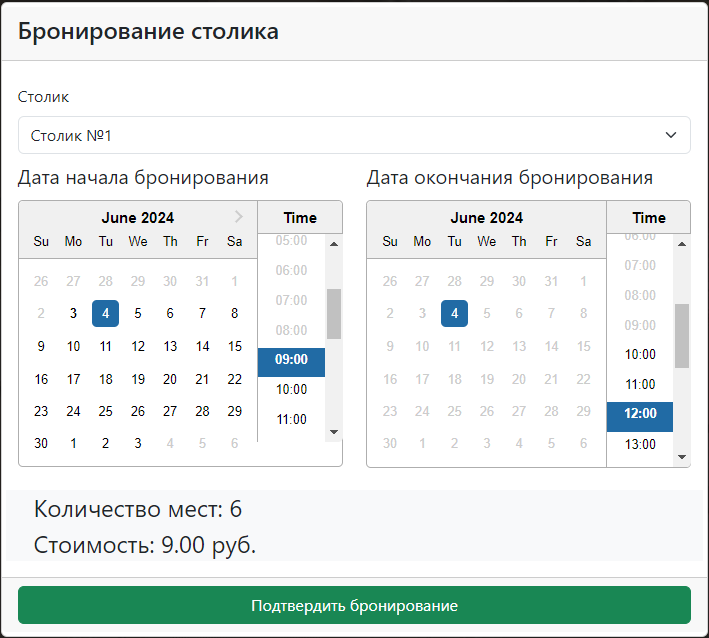 Бронирование столика
Столик
Столик №1
Дата начала бронирования
June 2024
Su Mo Tu We Th Fr Sa
26 27 28 29 30 31 1
2 3 4 5 6 7 8
9 10 11 12 13 14 15
16 17 18 19 20 21 22
23 24 25 26 27 28 29
30 1 2 3 4 5 6
Time
05:00
06:00
07:00
08:00
09:00
10:00
11:00
Дата окончания бронирования
June 2024
Su Mo Tu We Th Fr Sa
26 27 28 29 30 31 1
2 3 4 5 6 7 8
9 10 11 12 13 14 15
16 17 18 19 20 21 22
23 24 25 26 27 28 29
30 1 2 3 4 5 6
Time
06:00
07:00
08:00
09:00
10:00
11:00
12:00
13:00
Количество мест: 6
Стоимость: 9.00 руб.
Подтвердить бронирование